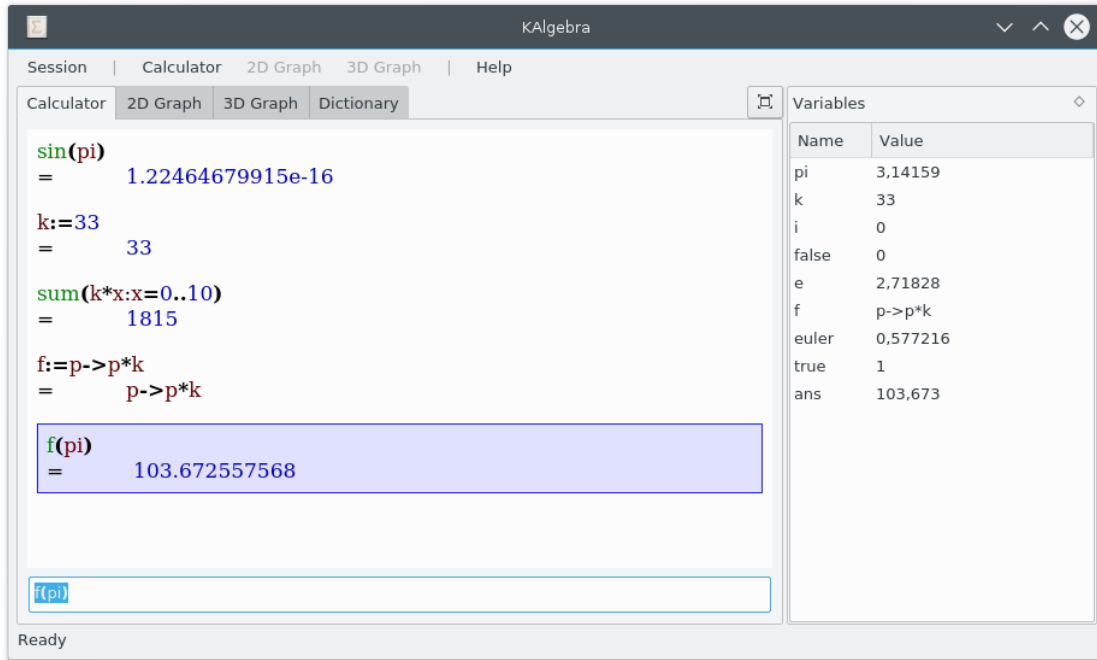 Σ KAlgebra
Session | Calculator 2D Graph 3D Graph | Help
Calculator 2D Graph 3D Graph Dictionary
sin(pi)
= 1.22464679915e-16
k:=33
= 33
sum(k*x:x=0..10)
= 1815
f:=p->p*k
= p->p*k
f(pi)
= 103.672557568
f(pi)
Variables
Name Value
pi 3,14159
k 33
i 0
false 0
e 2,71828
f p->p*k
euler 0,577216
true 1
ans 103,673
Ready